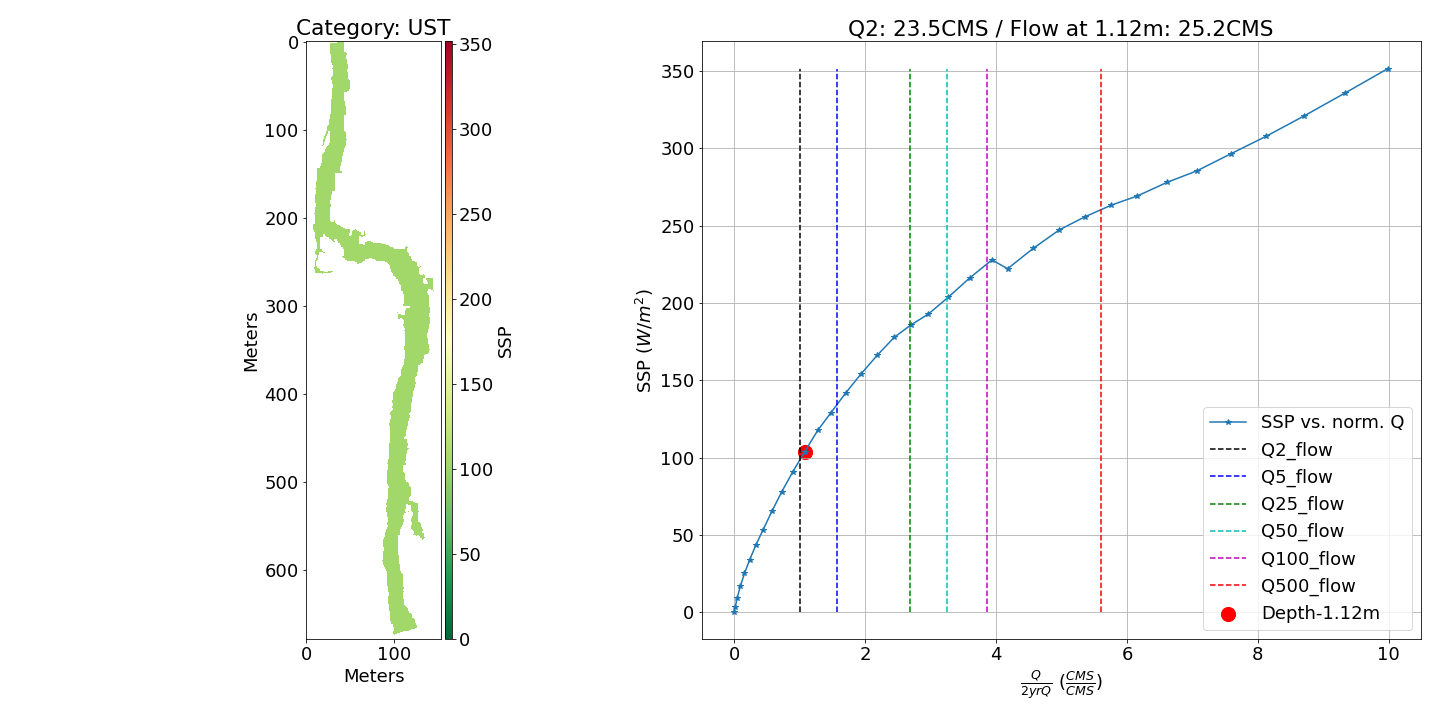 Category: UST
0
100
200
300
400
500
600
Meters
0
100
Meters
350
300
250
200
150
100
50
0
SSP
Q2: 23.5CMS / Flow at 1.12m: 25.2CMS
350
300
250
200
150
100
50
0
SSP (W/m²)
0
2
4
6
8
10
Q/2yrQ (CMS/CMS)
SSP vs. norm. Q
Q2_flow
Q5_flow
Q25_flow
Q50_flow
Q100_flow
Q500_flow
Depth-1.12m